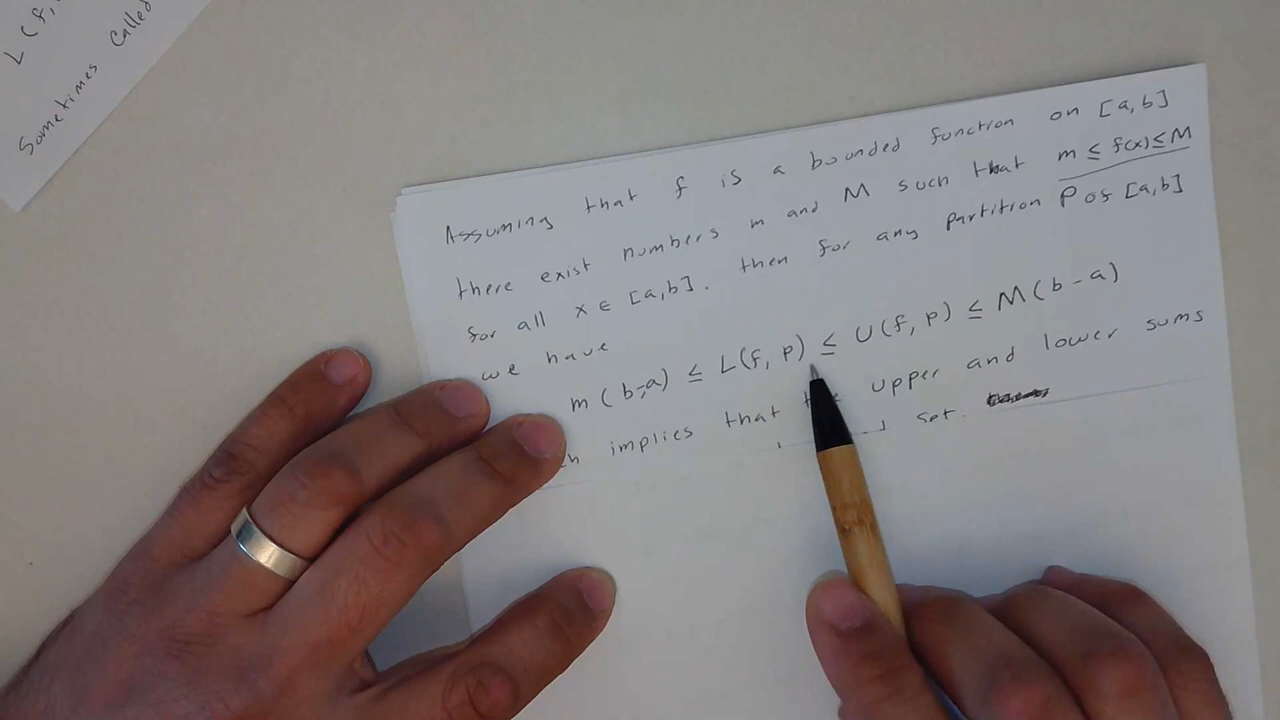 L (f,
Sometimes called
Assuming that f is a bounded function on [a,b]
there exist numbers m and M such that m ≤ f(x) ≤ M
for all x ∈ [a,b]. then for any partition P of [a,b]
we have
m (b-a) ≤ L(f, p) ≤ U(f, p) ≤ M(b-a)
implies that the upper and lower sums
set.